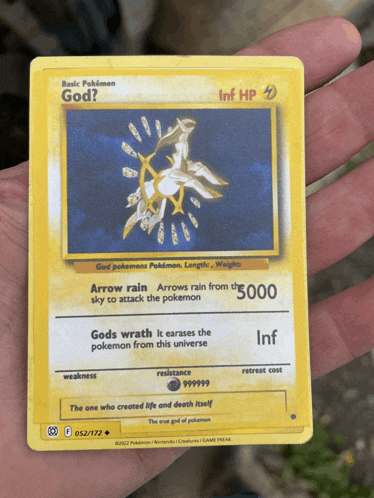 Basic Pokémon
God? Inf HP
God pokemons Pokémon. Length: , Weight:
Arrow rain Arrows rain from the 5000
sky to attack the pokemon
Gods wrath It earases the Inf
pokemon from this universe
weakness resistance retreat cost
999999
The one who created life and death itself
F 052/172 The true god of pokemon
©2022 Pokémon / Nintendo / Creatures / GAME FREAK